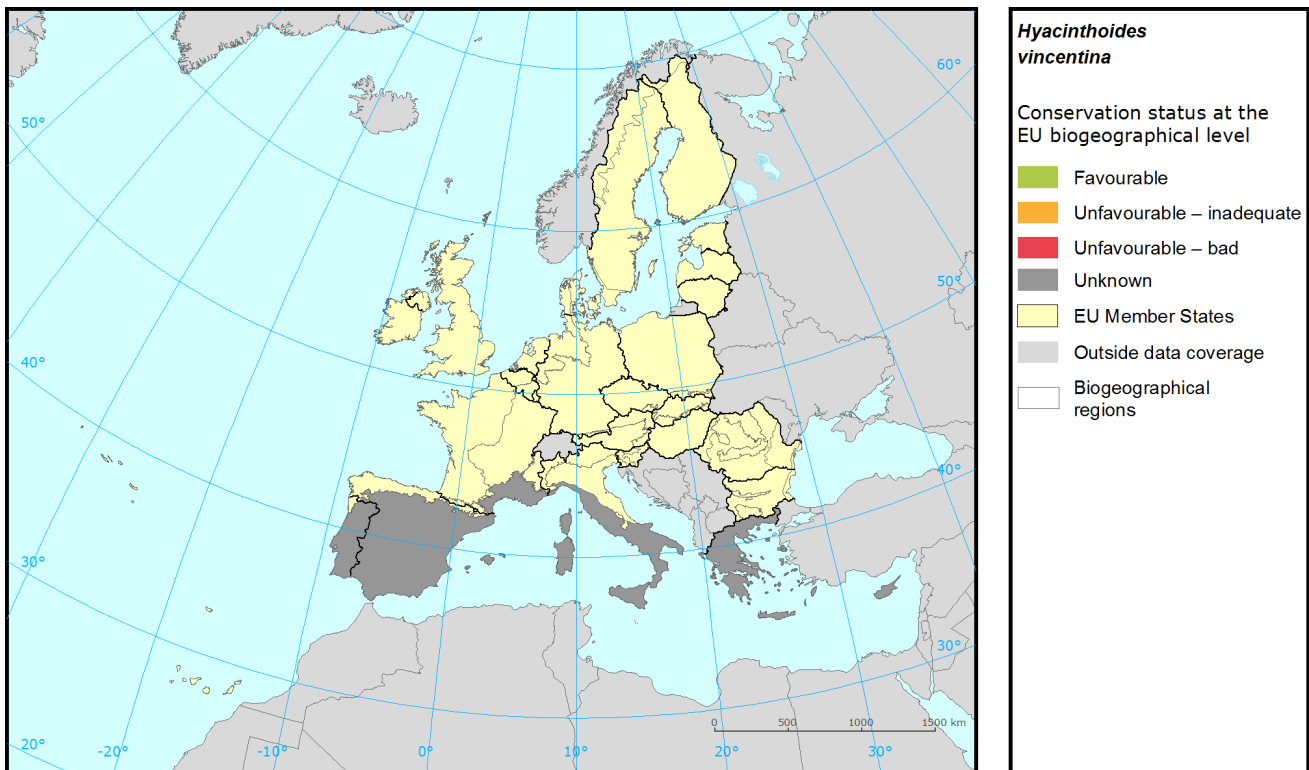 60°
50°
50°
40°
40°
30°
30°
20°
-20°
-10°
0°
10°
20°
30°
0 500 1000 1500 km
Hyacinthoides
vincentina
Conservation status at the
EU biogeographical level
Favourable
Unfavourable – inadequate
Unfavourable – bad
Unknown
EU Member States
Outside data coverage
Biogeographical
regions